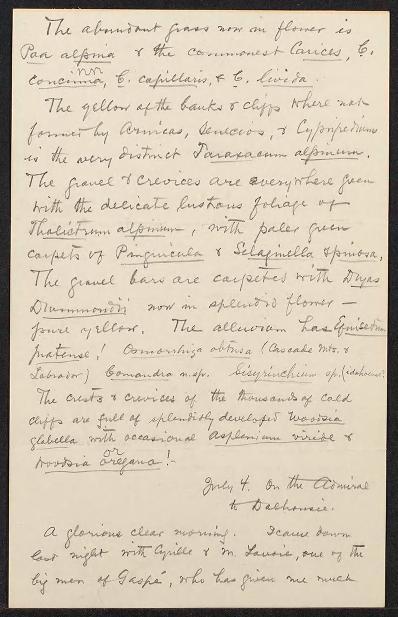 The abundant grass now in flower is
Poa alpina & the commonest Carices, C.
concinna, C. capillaris, & C. livida.
The yellow of the banks & cliffs where not
formed by Arnicas, Senecios, & Cypripediums
is the very distinct Taraxacum alpinum.
The gravel & crevices are everywhere green
with the delicate lustrous foliage of
Thalictrum alpinum, with paler green
carpets of Pinguicula & Selaginella spinosa.
The gravel bars are carpeted with Dryas
Drummondii now in splendid flower —
pure yellow. The alluvium has Equisetum
pratense! Osmorrhiza obtusa (Cascade Mts. &
Labrador) Comandra n.sp. Sisyrinchium sp.
The crests & crevices of the thousands of cold
cliffs are full of splendidly developed Woodsia
glabella with occasional Asplenium viride &
Woodsia or oregana!
July 4. On the Admiral
to Dalhousie.
A glorious clear morning. I came down
last night with Cyrille & M. Lavoie, one of the
big men of Gaspé, who has given me much